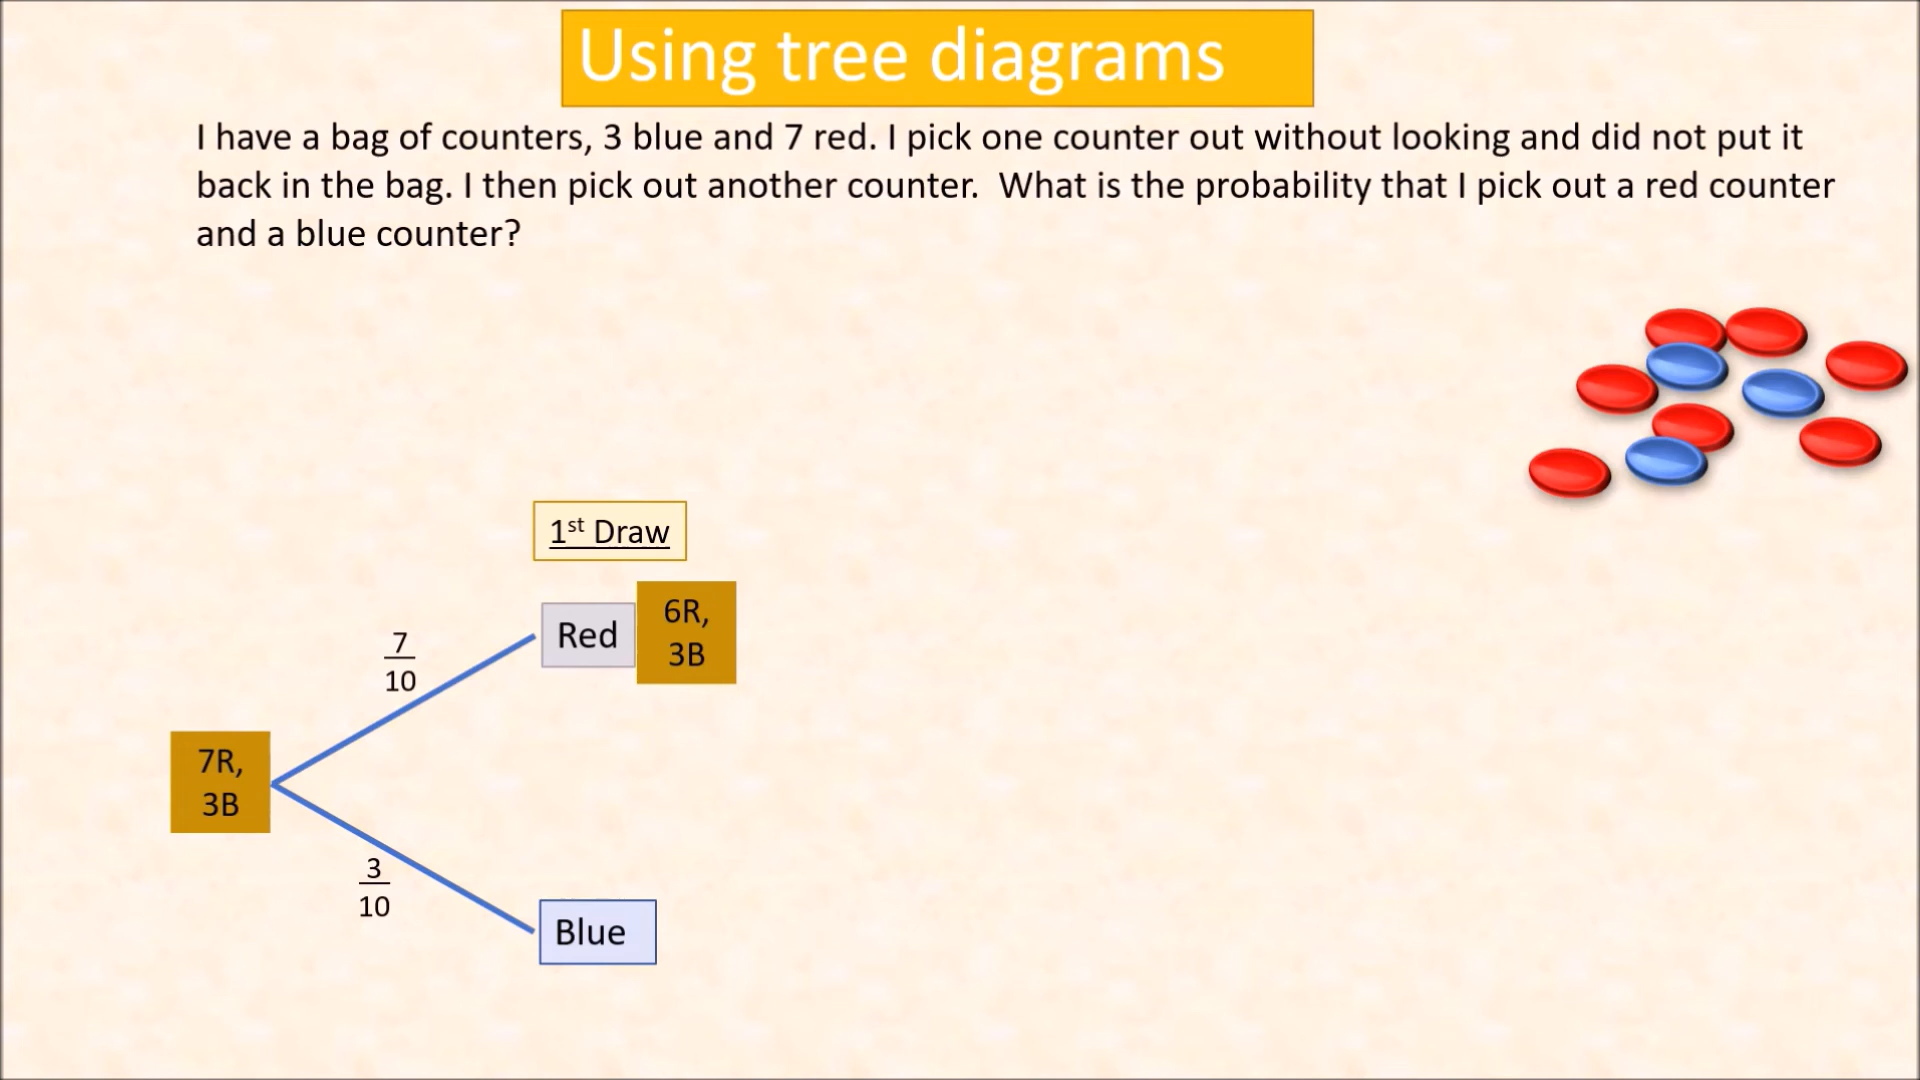 Using tree diagrams
I have a bag of counters, 3 blue and 7 red. I pick one counter out without looking and did not put it
back in the bag. I then pick out another counter.  What is the probability that I pick out a red counter
and a blue counter?
1st Draw
Red
6R,
3B
7
10
7R,
3B
3
10
Blue